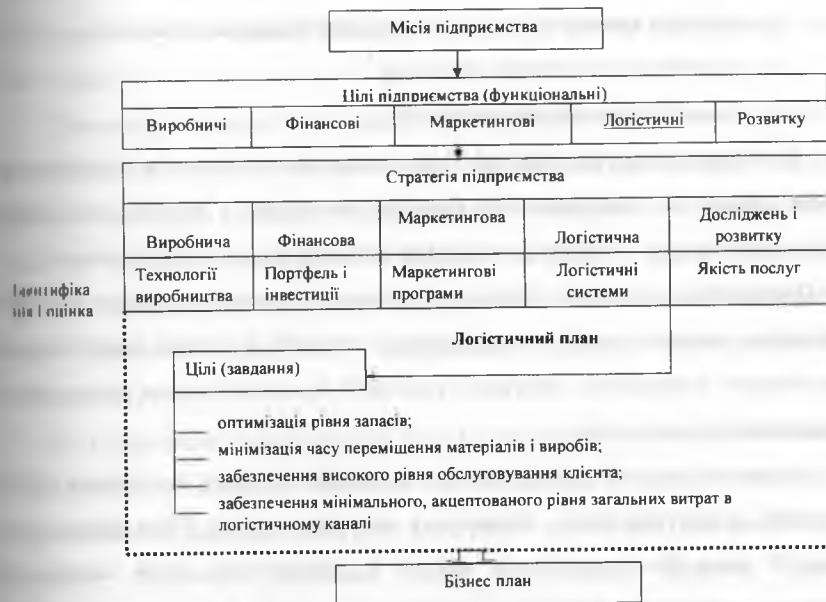 Місія підприємства
Цілі підприємства (функціональні)
Виробничі Фінансові Маркетингові Логістичні Розвитку
Стратегія підприємства
Виробнича Фінансова Маркетингова Логістична Досліджень і
розвитку
Технології
виробництва
Портфель і
інвестиції
Маркетингові
програми
Логістичні
системи
Якість послуг
і оцінка
Логістичний план
Цілі (завдання)
оптимізація рівня запасів;
мінімізація часу переміщення матеріалів і виробів;
забезпечення високого рівня обслуговування клієнта;
забезпечення мінімального, акцептованого рівня загальних витрат в
логістичному каналі
Бізнес план